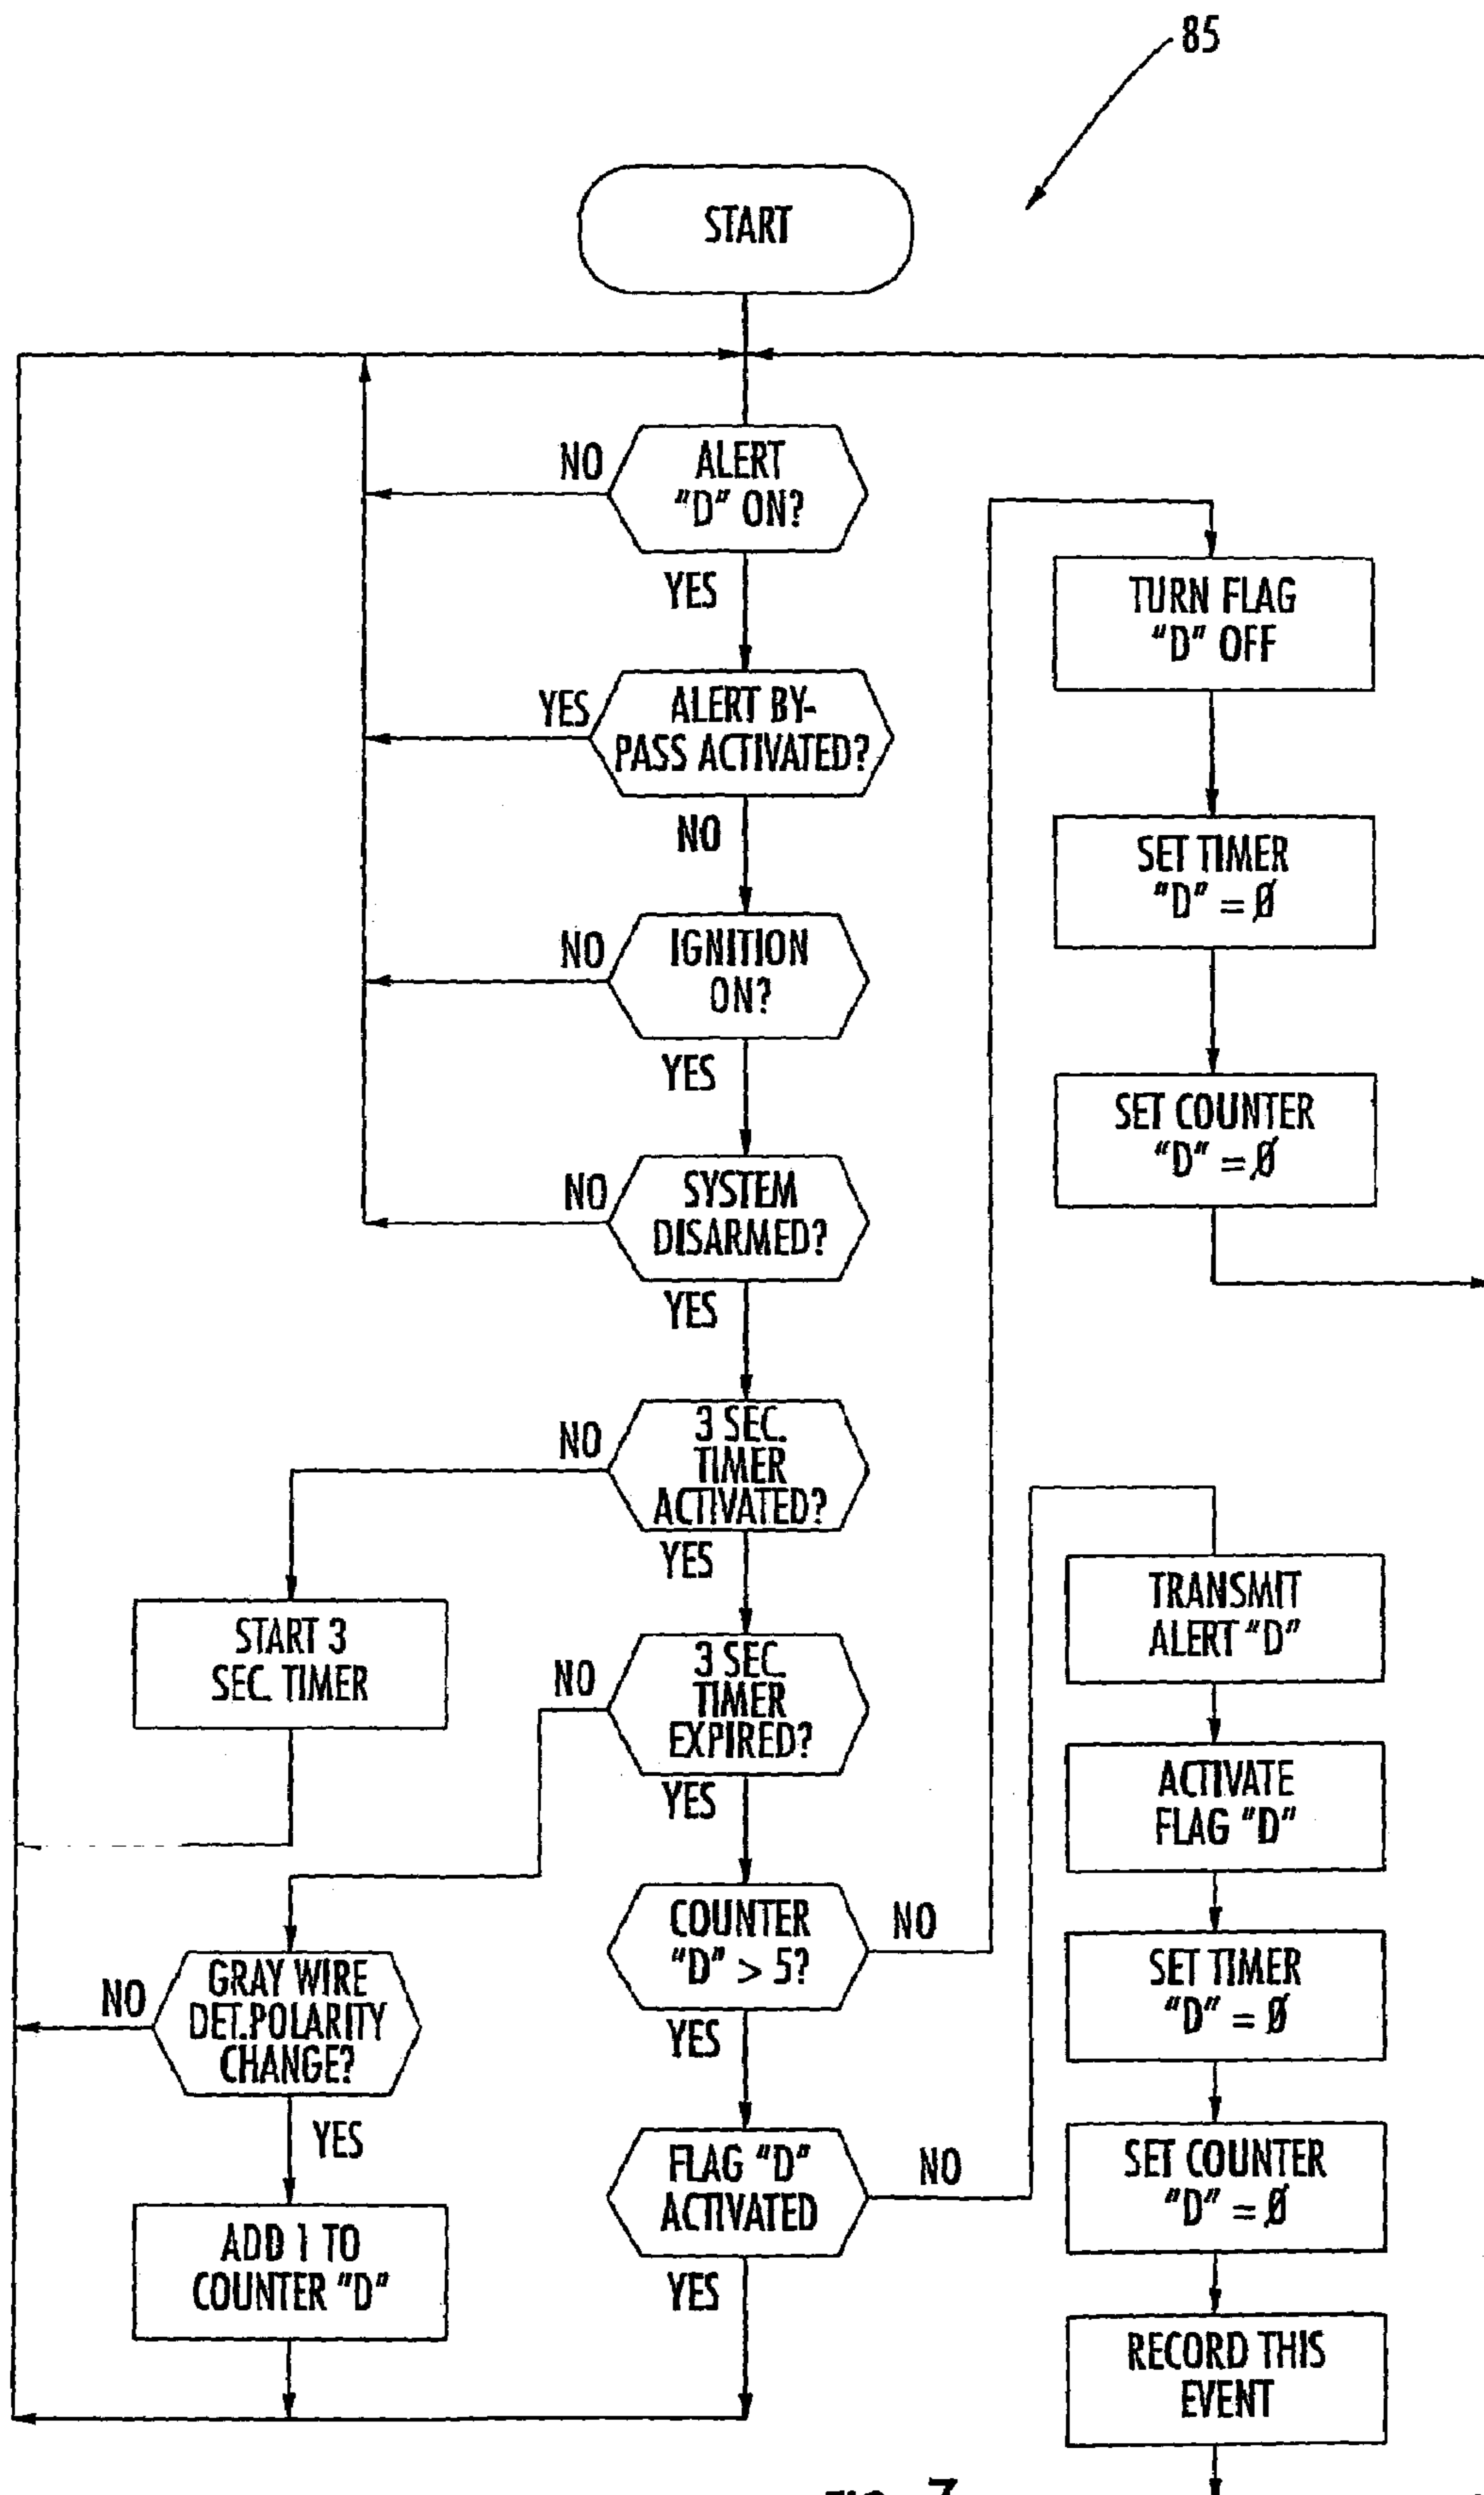 85
START
ALERT
"D" ON?
NO
YES
ALERT BY-
PASS ACTIVATED?
YES
NO
IGNITION
ON?
NO
YES
SYSTEM
DISARMED?
NO
YES
3 SEC.
TIMER
ACTIVATED?
NO
YES
START 3
SEC. TIMER
3 SEC.
TIMER
EXPIRED?
NO
YES
GRAY WIRE
DET.POLARITY
CHANGE?
NO
YES
ADD 1 TO
COUNTER "D"
COUNTER
"D" > 5?
NO
YES
FLAG "D"
ACTIVATED
NO
YES
TURN FLAG
"D" OFF
SET TIMER
"D" = Ø
SET COUNTER
"D" = Ø
TRANSMIT
ALERT "D"
ACTIVATE
FLAG "D"
SET TIMER
"D" = Ø
SET COUNTER
"D" = Ø
RECORD THIS
EVENT